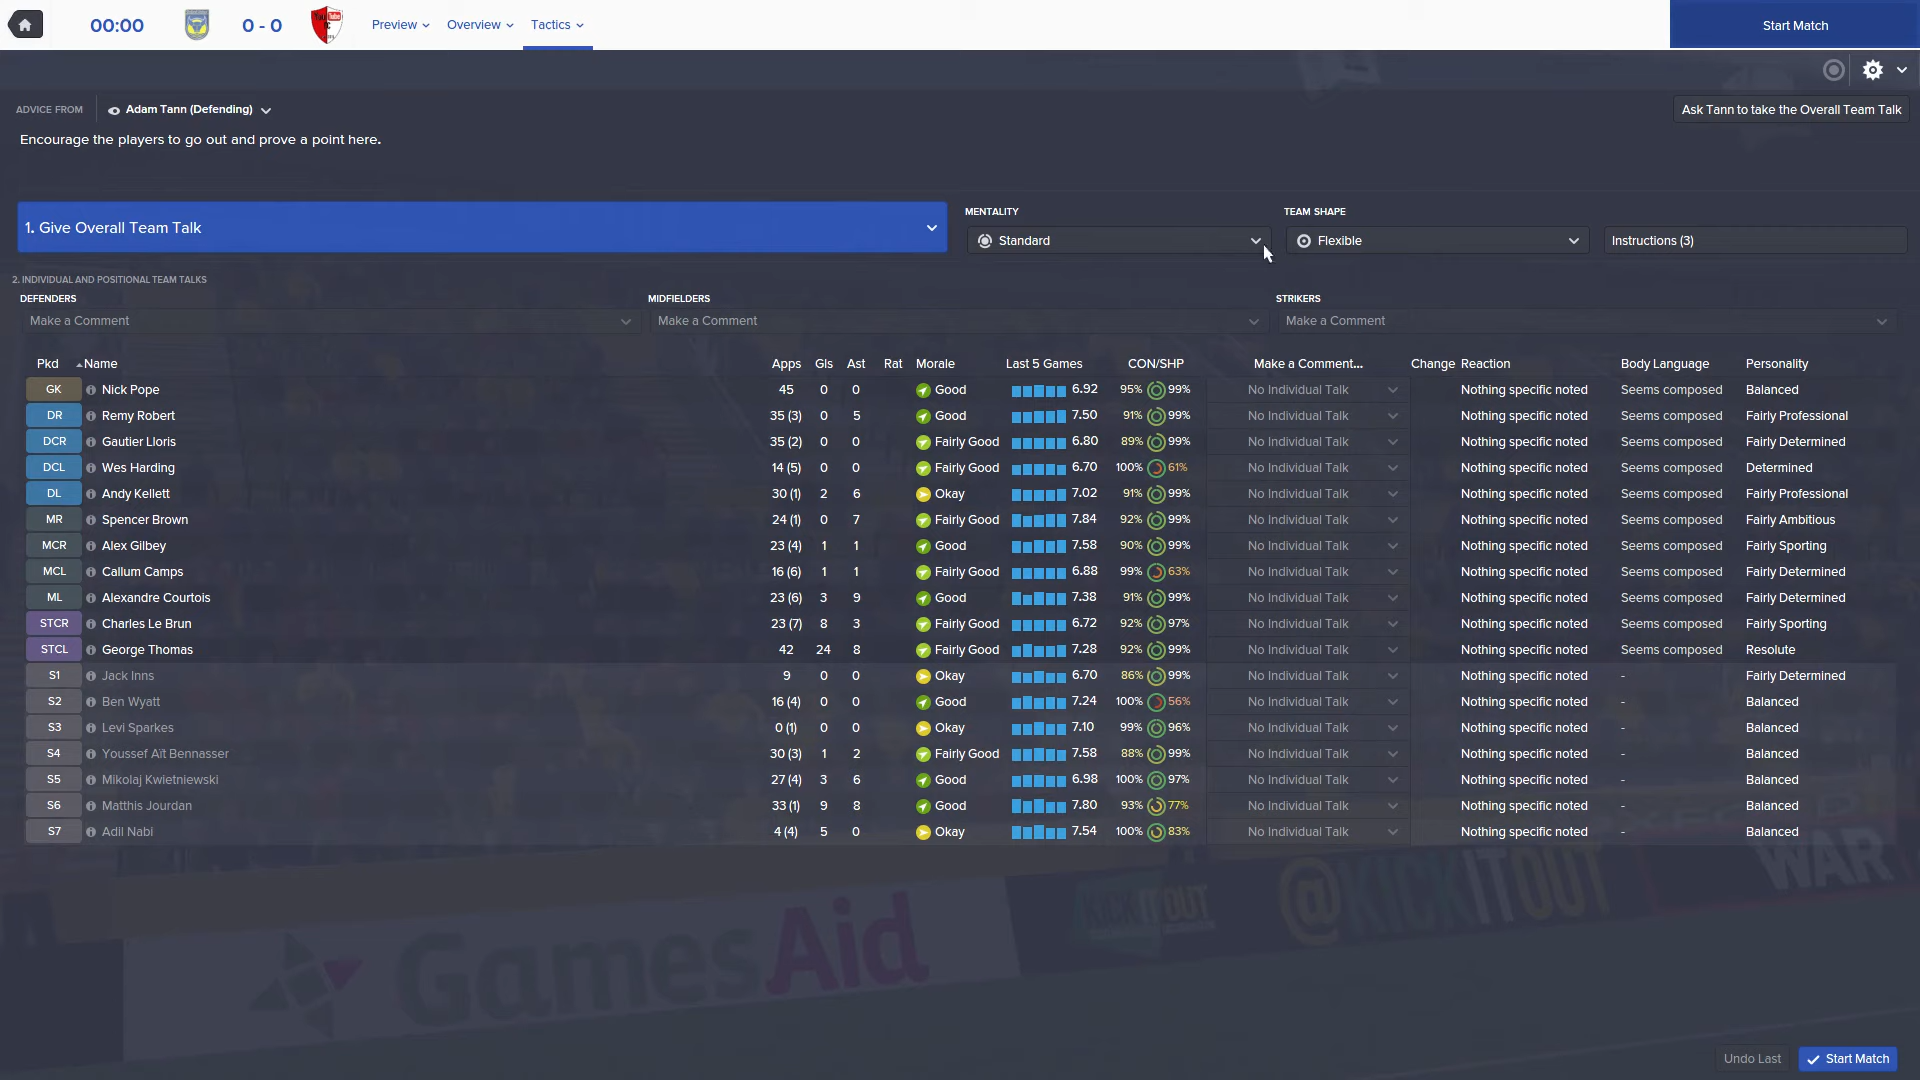 00:00
0 - 0
Preview
Overview
Tactics
Start Match
ADVICE FROM
Adam Tann (Defending)
Ask Tann to take the Overall Team Talk
Encourage the players to go out and prove a point here.
1. Give Overall Team Talk
MENTALITY
Standard
TEAM SHAPE
Flexible
Instructions (3)
2. INDIVIDUAL AND POSITIONAL TEAM TALKS
DEFENDERS
MIDFIELDERS
STRIKERS
Make a Comment
Make a Comment
Make a Comment
Pkd Name Apps Gls Ast Rat Morale Last 5 Games CON/SHP Make a Comment... Change Reaction Body Language Personality
GK Nick Pope 45 0 0 Good 6.92 95% 99% No Individual Talk Nothing specific noted Seems composed Balanced
DR Remy Robert 35 (3) 0 5 Good 7.50 91% 99% No Individual Talk Nothing specific noted Seems composed Fairly Professional
DCR Gautier Lloris 35 (2) 0 0 Fairly Good 6.80 89% 99% No Individual Talk Nothing specific noted Seems composed Fairly Determined
DCL Wes Harding 14 (5) 0 0 Fairly Good 6.70 100% 61% No Individual Talk Nothing specific noted Seems composed Determined
DL Andy Kellett 30 (1) 2 6 Okay 7.02 91% 99% No Individual Talk Nothing specific noted Seems composed Fairly Professional
MR Spencer Brown 24 (1) 0 7 Fairly Good 7.84 92% 99% No Individual Talk Nothing specific noted Seems composed Fairly Ambitious
MCR Alex Gilbey 23 (4) 1 1 Good 7.58 90% 99% No Individual Talk Nothing specific noted Seems composed Fairly Sporting
MCL Callum Camps 16 (6) 1 1 Fairly Good 6.88 99% 63% No Individual Talk Nothing specific noted Seems composed Fairly Determined
ML Alexandre Courtois 23 (6) 3 9 Good 7.38 91% 99% No Individual Talk Nothing specific noted Seems composed Fairly Determined
STCR Charles Le Brun 23 (7) 8 3 Fairly Good 6.72 92% 97% No Individual Talk Nothing specific noted Seems composed Fairly Sporting
STCL George Thomas 42 24 8 Fairly Good 7.28 92% 99% No Individual Talk Nothing specific noted Seems composed Resolute
S1 Jack Inns 9 0 0 Okay 6.70 86% 99% No Individual Talk Nothing specific noted - Fairly Determined
S2 Ben Wyatt 16 (4) 0 0 Good 7.24 100% 56% No Individual Talk Nothing specific noted - Balanced
S3 Levi Sparkes 0 (1) 0 0 Okay 7.10 99% 96% No Individual Talk Nothing specific noted - Balanced
S4 Youssef Aït Bennasser 30 (3) 1 2 Fairly Good 7.58 88% 99% No Individual Talk Nothing specific noted - Balanced
S5 Mikolaj Kwietniewski 27 (4) 3 6 Good 6.98 100% 97% No Individual Talk Nothing specific noted - Balanced
S6 Matthis Jourdan 33 (1) 9 8 Good 7.80 93% 77% No Individual Talk Nothing specific noted - Balanced
S7 Adil Nabi 4 (4) 5 0 Okay 7.54 100% 83% No Individual Talk Nothing specific noted - Balanced
GamesAid
KICK IT OUT
@KICKITOUT
WAR
Undo Last
Start Match